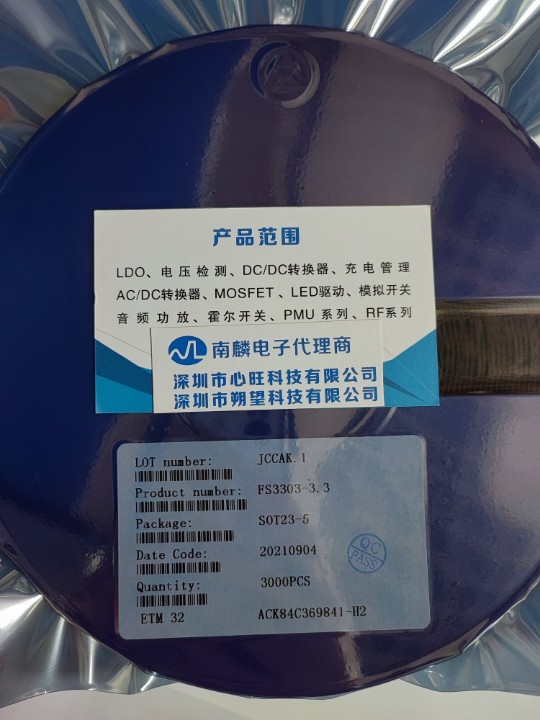 产品范围
LDO、电压检测、DC/DC转换器、充电管理
AC/DC转换器、MOSFET 、LED驱动、模拟开关
音频功放、霍尔开关、PMU 系列、RF系列
南麟电子代理商
深圳市心旺科技有限公司
深圳市朔望科技有限公司
LOT number: JCCAK.1
Product number: FS3303-3.3
Package: SOT23-5
Date Code: 20210904
QC PASS
Quantity: 3000PCS
ETM 32 ACK84C369841-H2